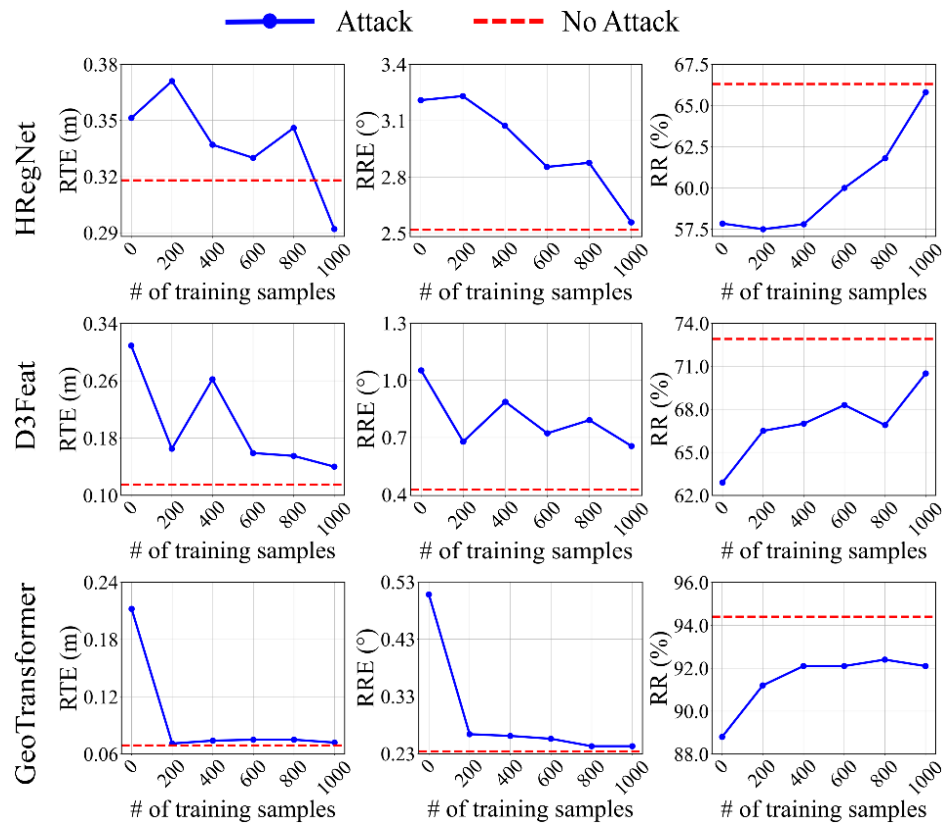 Attack No Attack
HRegNet
RTE (m)
0.38
0.35
0.32
0.29
0 200 400 600 800 1000
# of training samples
RRE (°)
3.4
3.1
2.8
2.5
0 200 400 600 800 1000
# of training samples
RR (%)
67.5
65.0
62.5
60.0
57.5
0 200 400 600 800 1000
# of training samples
D3Feat
RTE (m)
0.34
0.26
0.18
0.10
0 200 400 600 800 1000
# of training samples
RRE (°)
1.3
1.0
0.7
0.4
0 200 400 600 800 1000
# of training samples
RR (%)
74.0
71.0
68.0
65.0
62.0
0 200 400 600 800 1000
# of training samples
GeoTransformer
RTE (m)
0.24
0.18
0.12
0.06
0 200 400 600 800 1000
# of training samples
RRE (°)
0.53
0.43
0.33
0.23
0 200 400 600 800 1000
# of training samples
RR (%)
96.0
94.0
92.0
90.0
88.0
0 200 400 600 800 1000
# of training samples